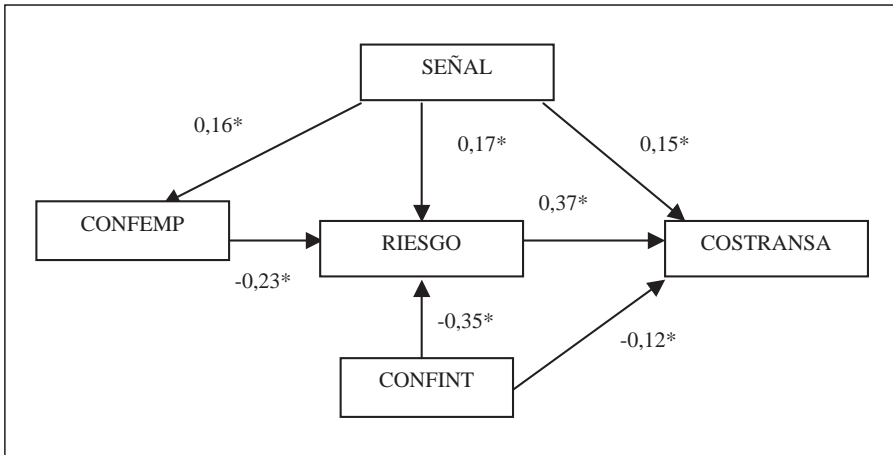 SEÑAL
0,16*
0,17*
0,15*
CONFEMP
0,37*
RIESGO
COSTRANSA
-0,23*
-0,35*
-0,12*
CONFINT